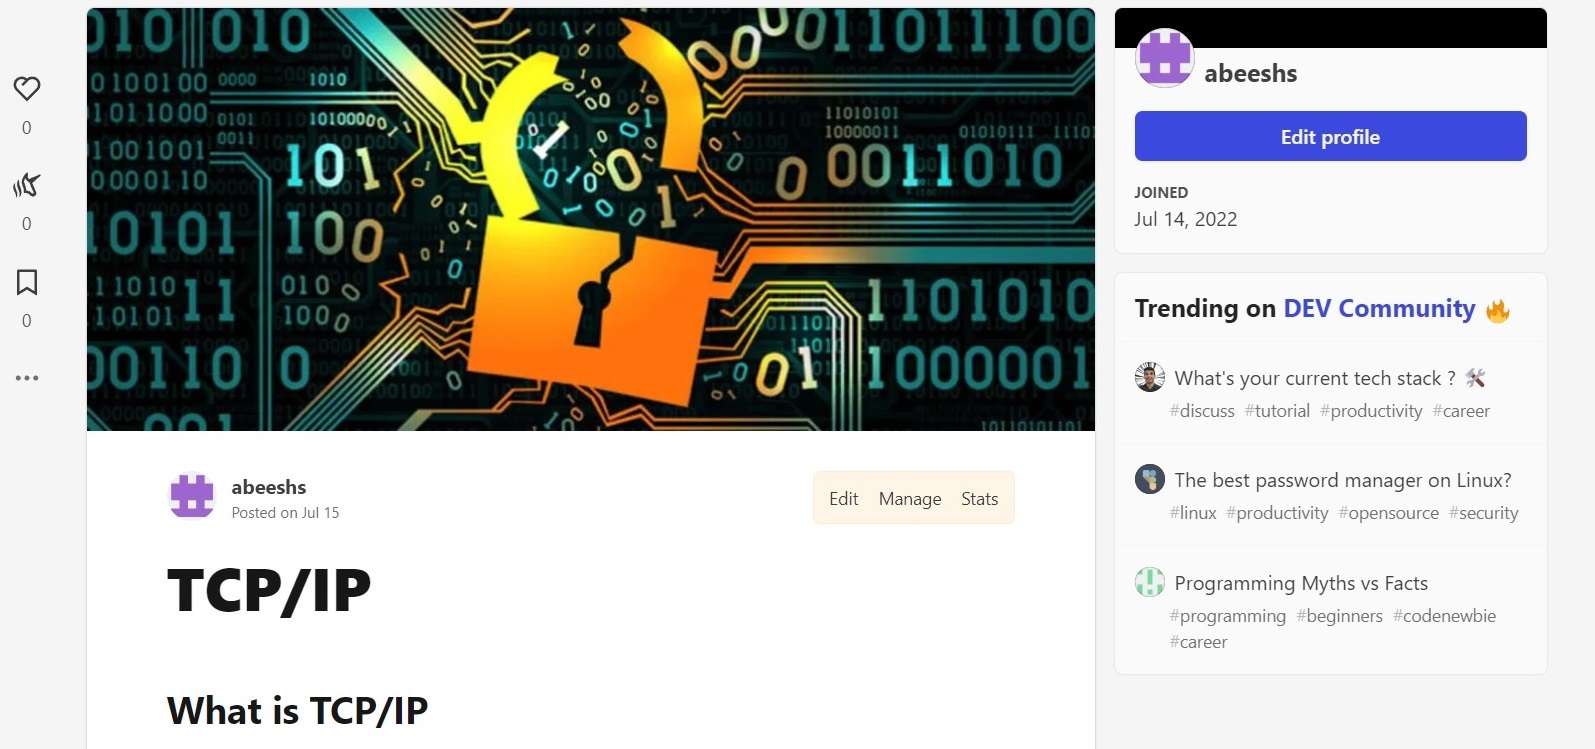 0
0
0
abeeshs
Posted on Jul 15
Edit Manage Stats
TCP/IP
What is TCP/IP
abeeshs
Edit profile
JOINED
Jul 14, 2022
Trending on DEV Community 🔥
What's your current tech stack ? 🛠️
#discuss #tutorial #productivity #career
The best password manager on Linux?
#linux #productivity #opensource #security
Programming Myths vs Facts
#programming #beginners #codenewbie
#career